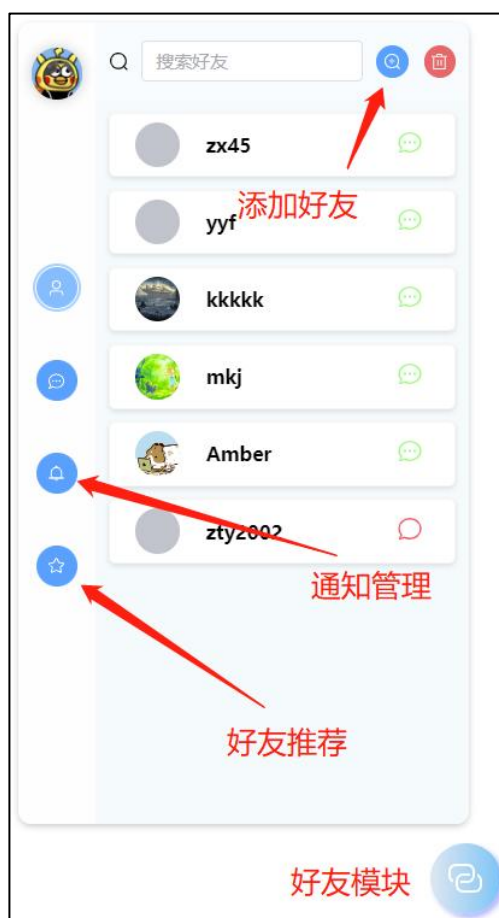 搜索好友
zx45
添加好友
yyf
kkkkk
mkj
Amber
zty2002
通知管理
好友推荐
好友模块